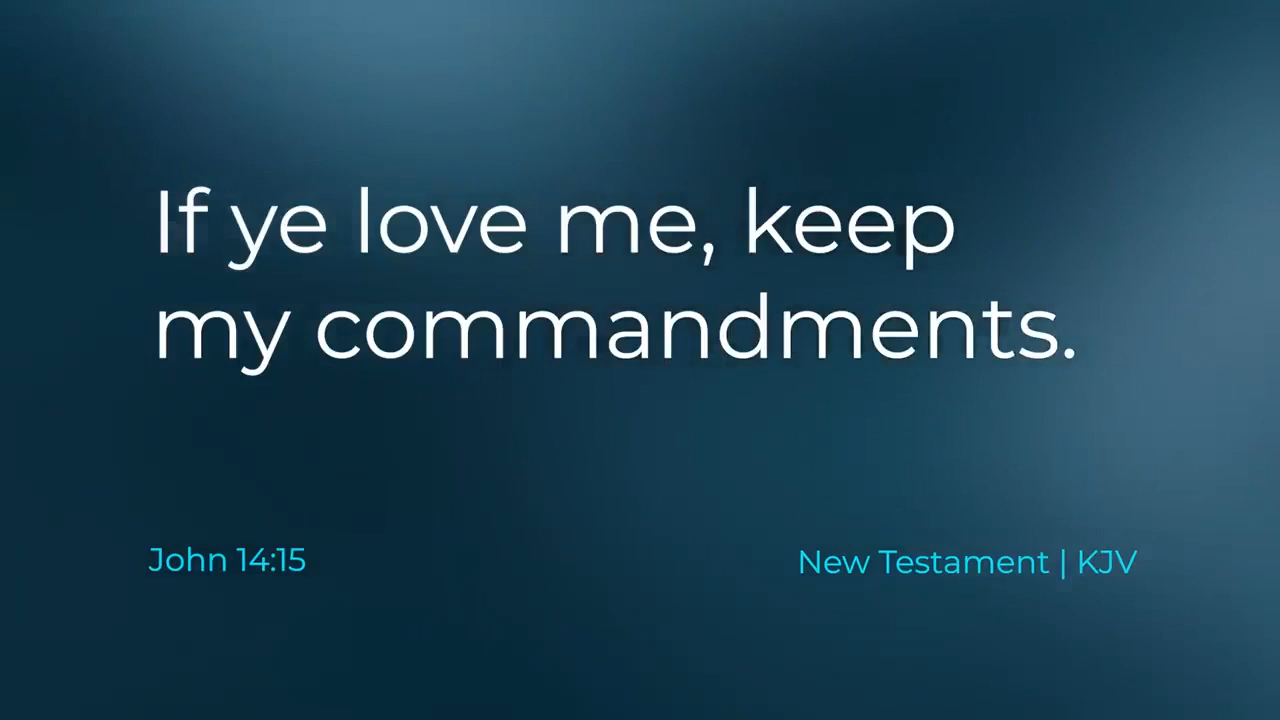 If ye love me, keep
my commandments.
John 14:15
New Testament | KJV